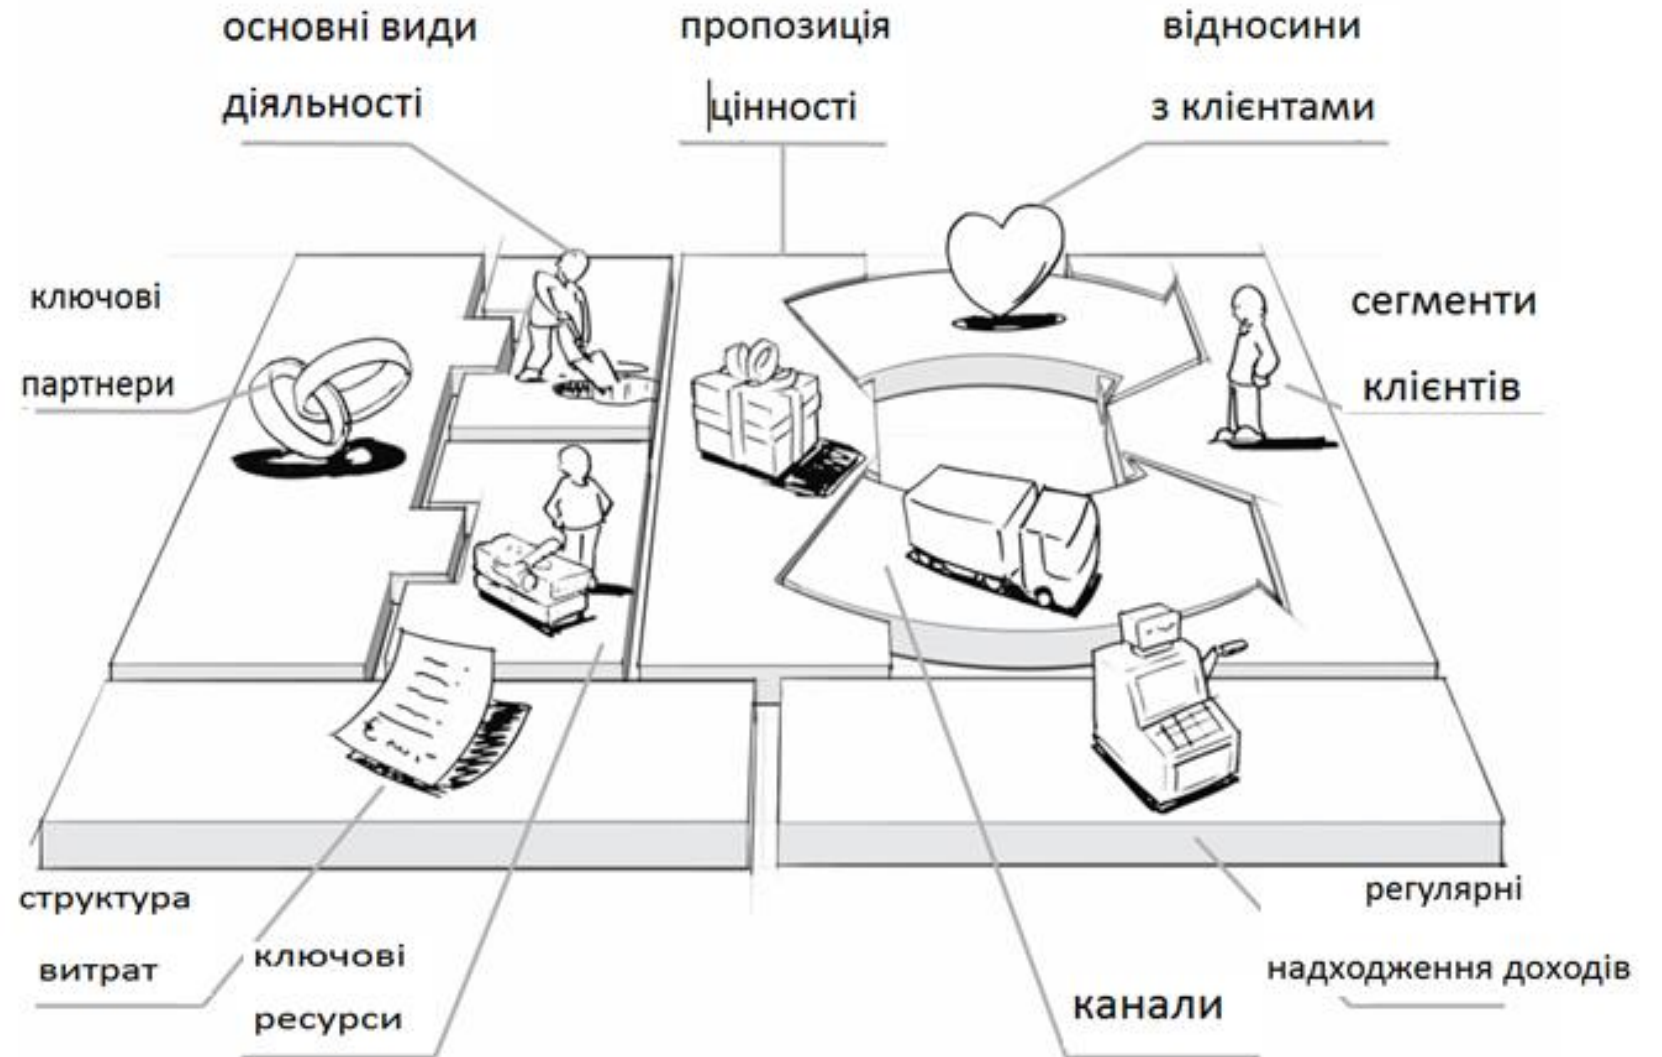 основні види
діяльності
пропозиція
цінності
відносини
з клієнтами
ключові
партнери
сегменти
клієнтів
структура
витрат
ключові
ресурси
канали
регулярні
надходження доходів